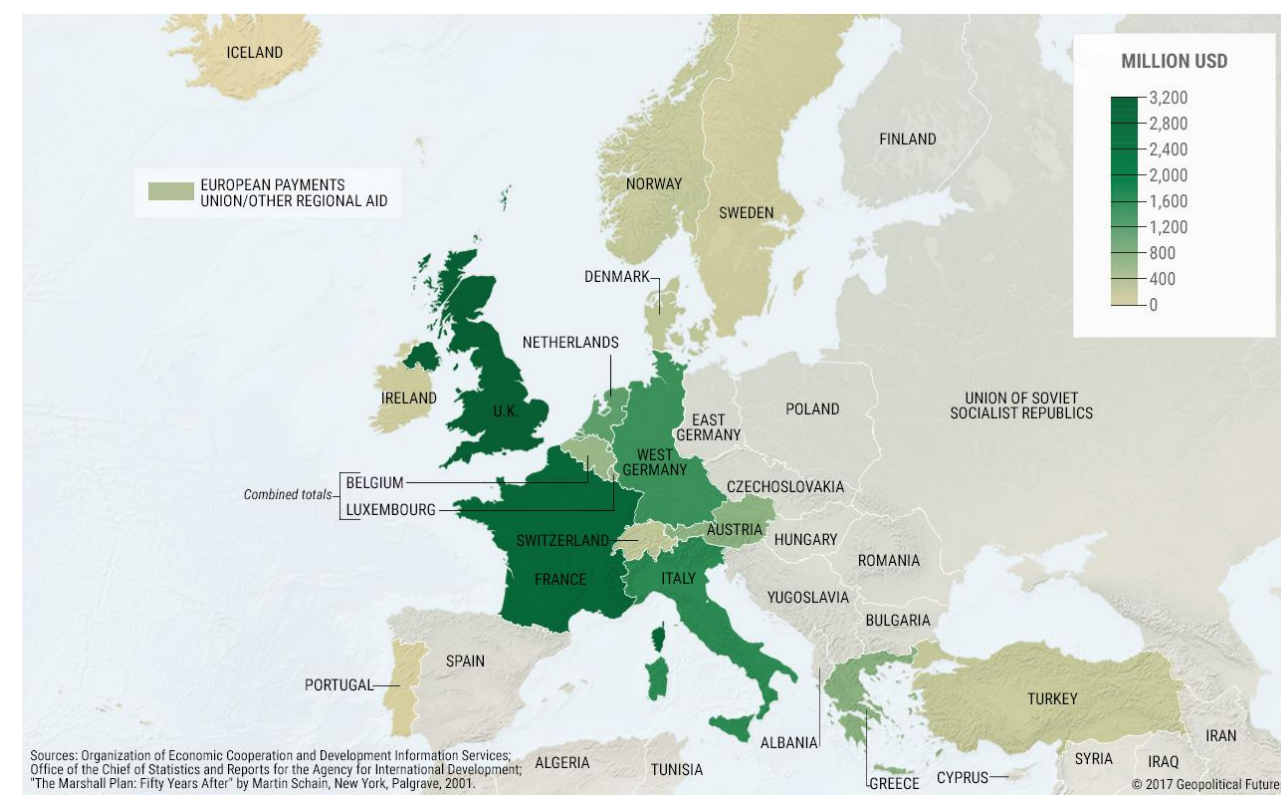 ICELAND
MILLION USD
3,200
2,800
2,400
2,000
1,600
1,200
800
400
0
FINLAND
EUROPEAN PAYMENTS
UNION/OTHER REGIONAL AID
NORWAY
SWEDEN
DENMARK
NETHERLANDS
IRELAND
U.K.
EAST
GERMANY
POLAND
UNION OF SOVIET
SOCIALIST REPUBLICS
WEST
GERMANY
Combined totals
BELGIUM
LUXEMBOURG
CZECHOSLOVAKIA
SWITZERLAND
AUSTRIA
HUNGARY
ROMANIA
FRANCE
ITALY
YUGOSLAVIA
BULGARIA
SPAIN
PORTUGAL
TURKEY
ALBANIA
GREECE
CYPRUS
SYRIA
IRAQ
IRAN
ALGERIA
TUNISIA
Sources: Organization of Economic Cooperation and Development Information Services;
Office of the Chief of Statistics and Reports for the Agency for International Development;
"The Marshall Plan: Fifty Years After" by Martin Schain, New York, Palgrave, 2001.
© 2017 Geopolitical Future